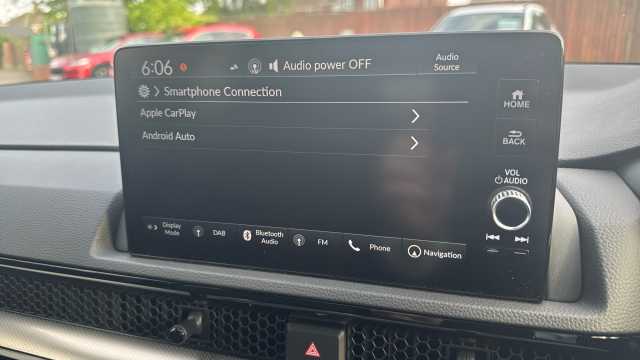 6:06
Audio power OFF
Audio
Source
Smartphone Connection
Apple CarPlay
Android Auto
HOME
BACK
VOL
AUDIO
Display
Mode
DAB
Bluetooth
Audio
FM
Phone
Navigation